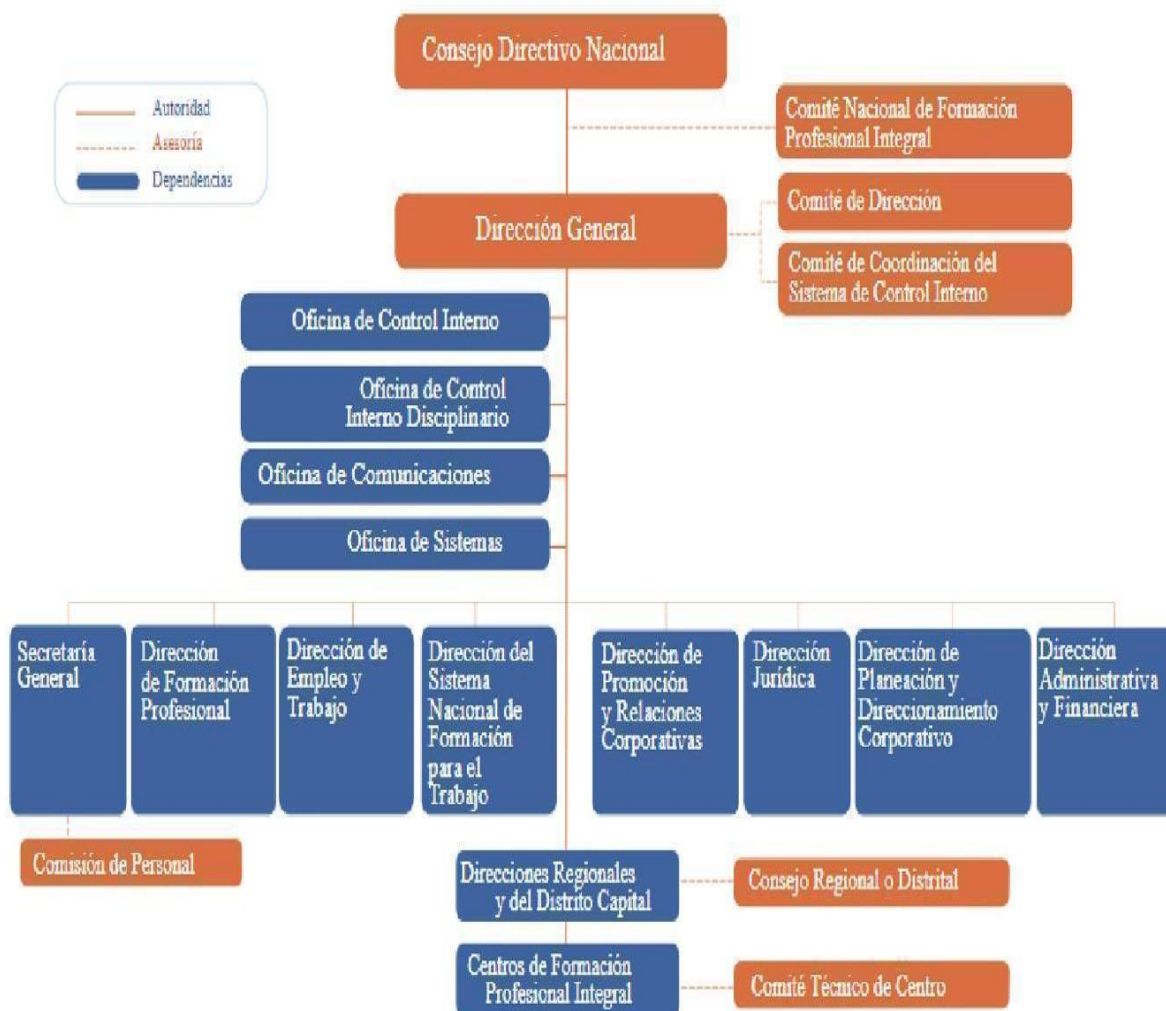 Consejo Directivo Nacional
Autoridad
Asesoría
Dependencias
Comité Nacional de Formación
Profesional Integral
Dirección General
Comité de Dirección
Comité de Coordinación del
Sistema de Control Interno
Oficina de Control Interno
Oficina de Control
Interno Disciplinario
Oficina de Comunicaciones
Oficina de Sistemas
Secretaría
General
Dirección
de Formación
Profesional
Dirección de
Empleo y
Trabajo
Dirección del
Sistema
Nacional de
Formación
para el
Trabajo
Dirección de
Promoción
y Relaciones
Corporativas
Dirección
Jurídica
Dirección de
Planeación y
Direccionamiento
Corporativo
Dirección
Administrativa
y Financiera
Comisión de Personal
Direcciones Regionales
y del Distrito Capital
Consejo Regional o Distrital
Centros de Formación
Profesional Integral
Comité Técnico de Centro